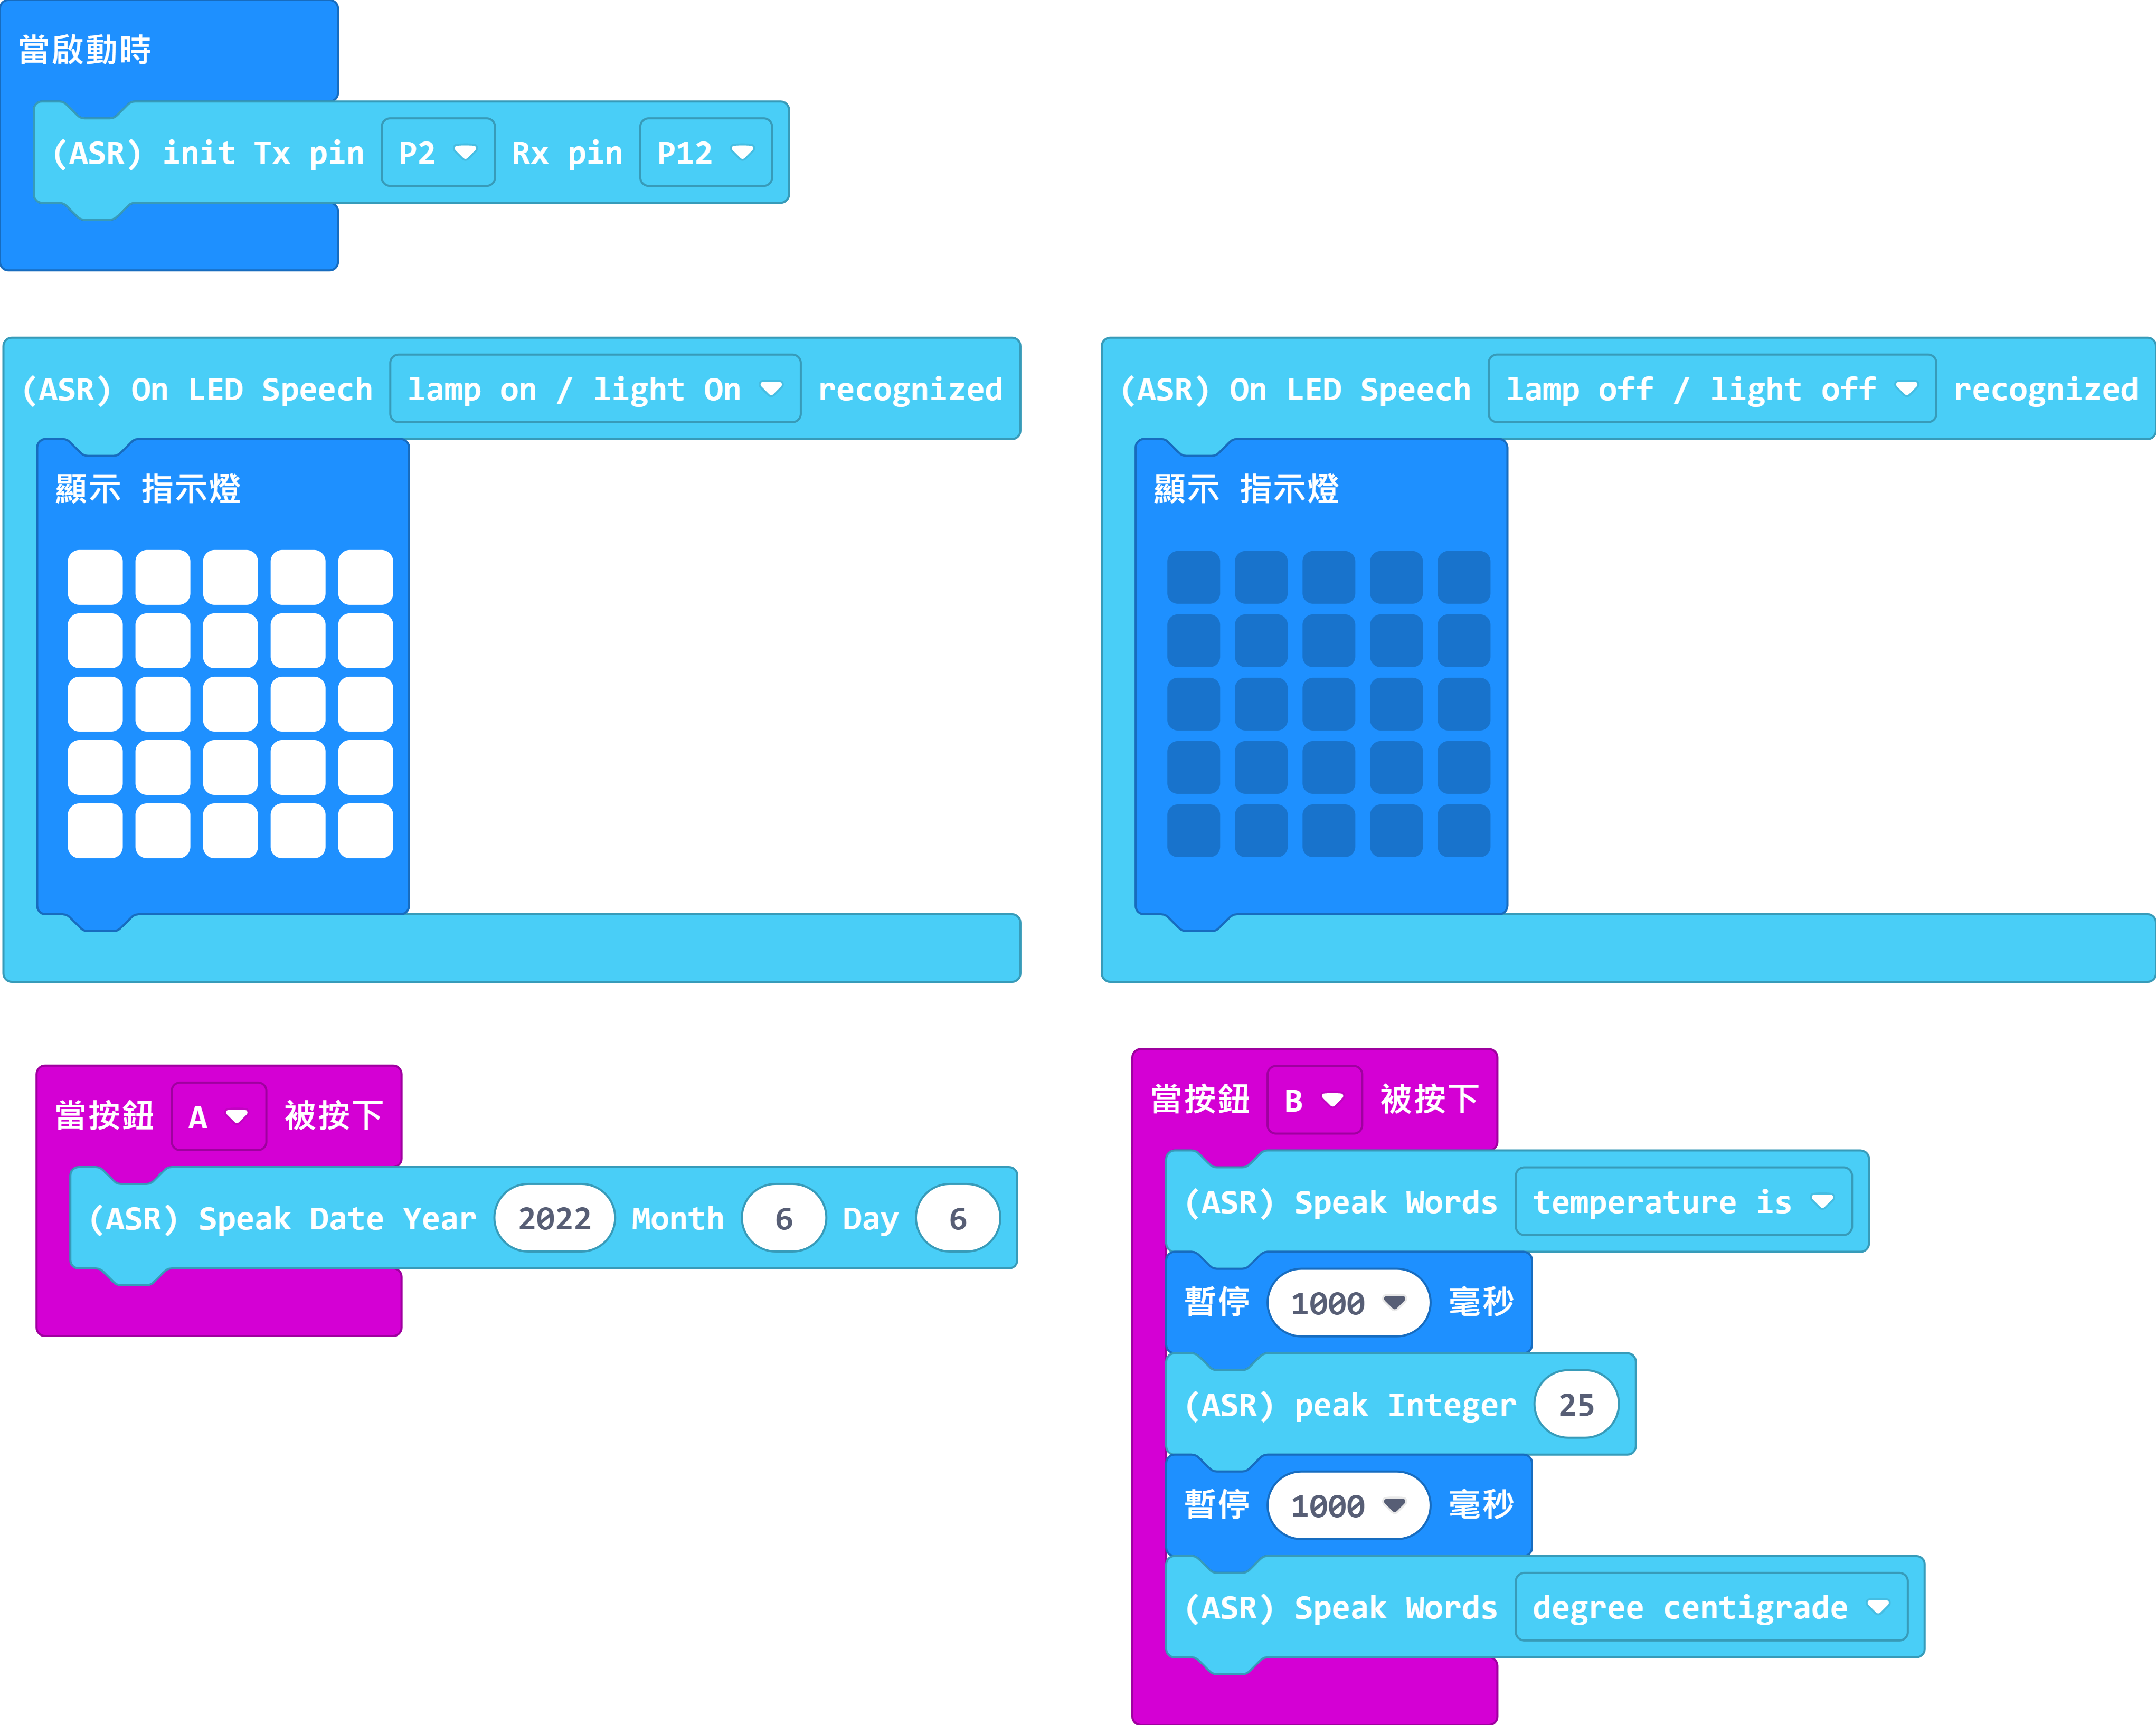 當啟動時
(ASR) init Tx pin P2 Rx pin P12
(ASR) On LED Speech lamp on / light On recognized
顯示 指示燈
(ASR) On LED Speech lamp off / light off recognized
顯示 指示燈
當按鈕 A 被按下
(ASR) Speak Date Year 2022 Month 6 Day 6
當按鈕 B 被按下
(ASR) Speak Words temperature is
暫停 1000 毫秒
(ASR) peak Integer 25
暫停 1000 毫秒
(ASR) Speak Words degree centigrade